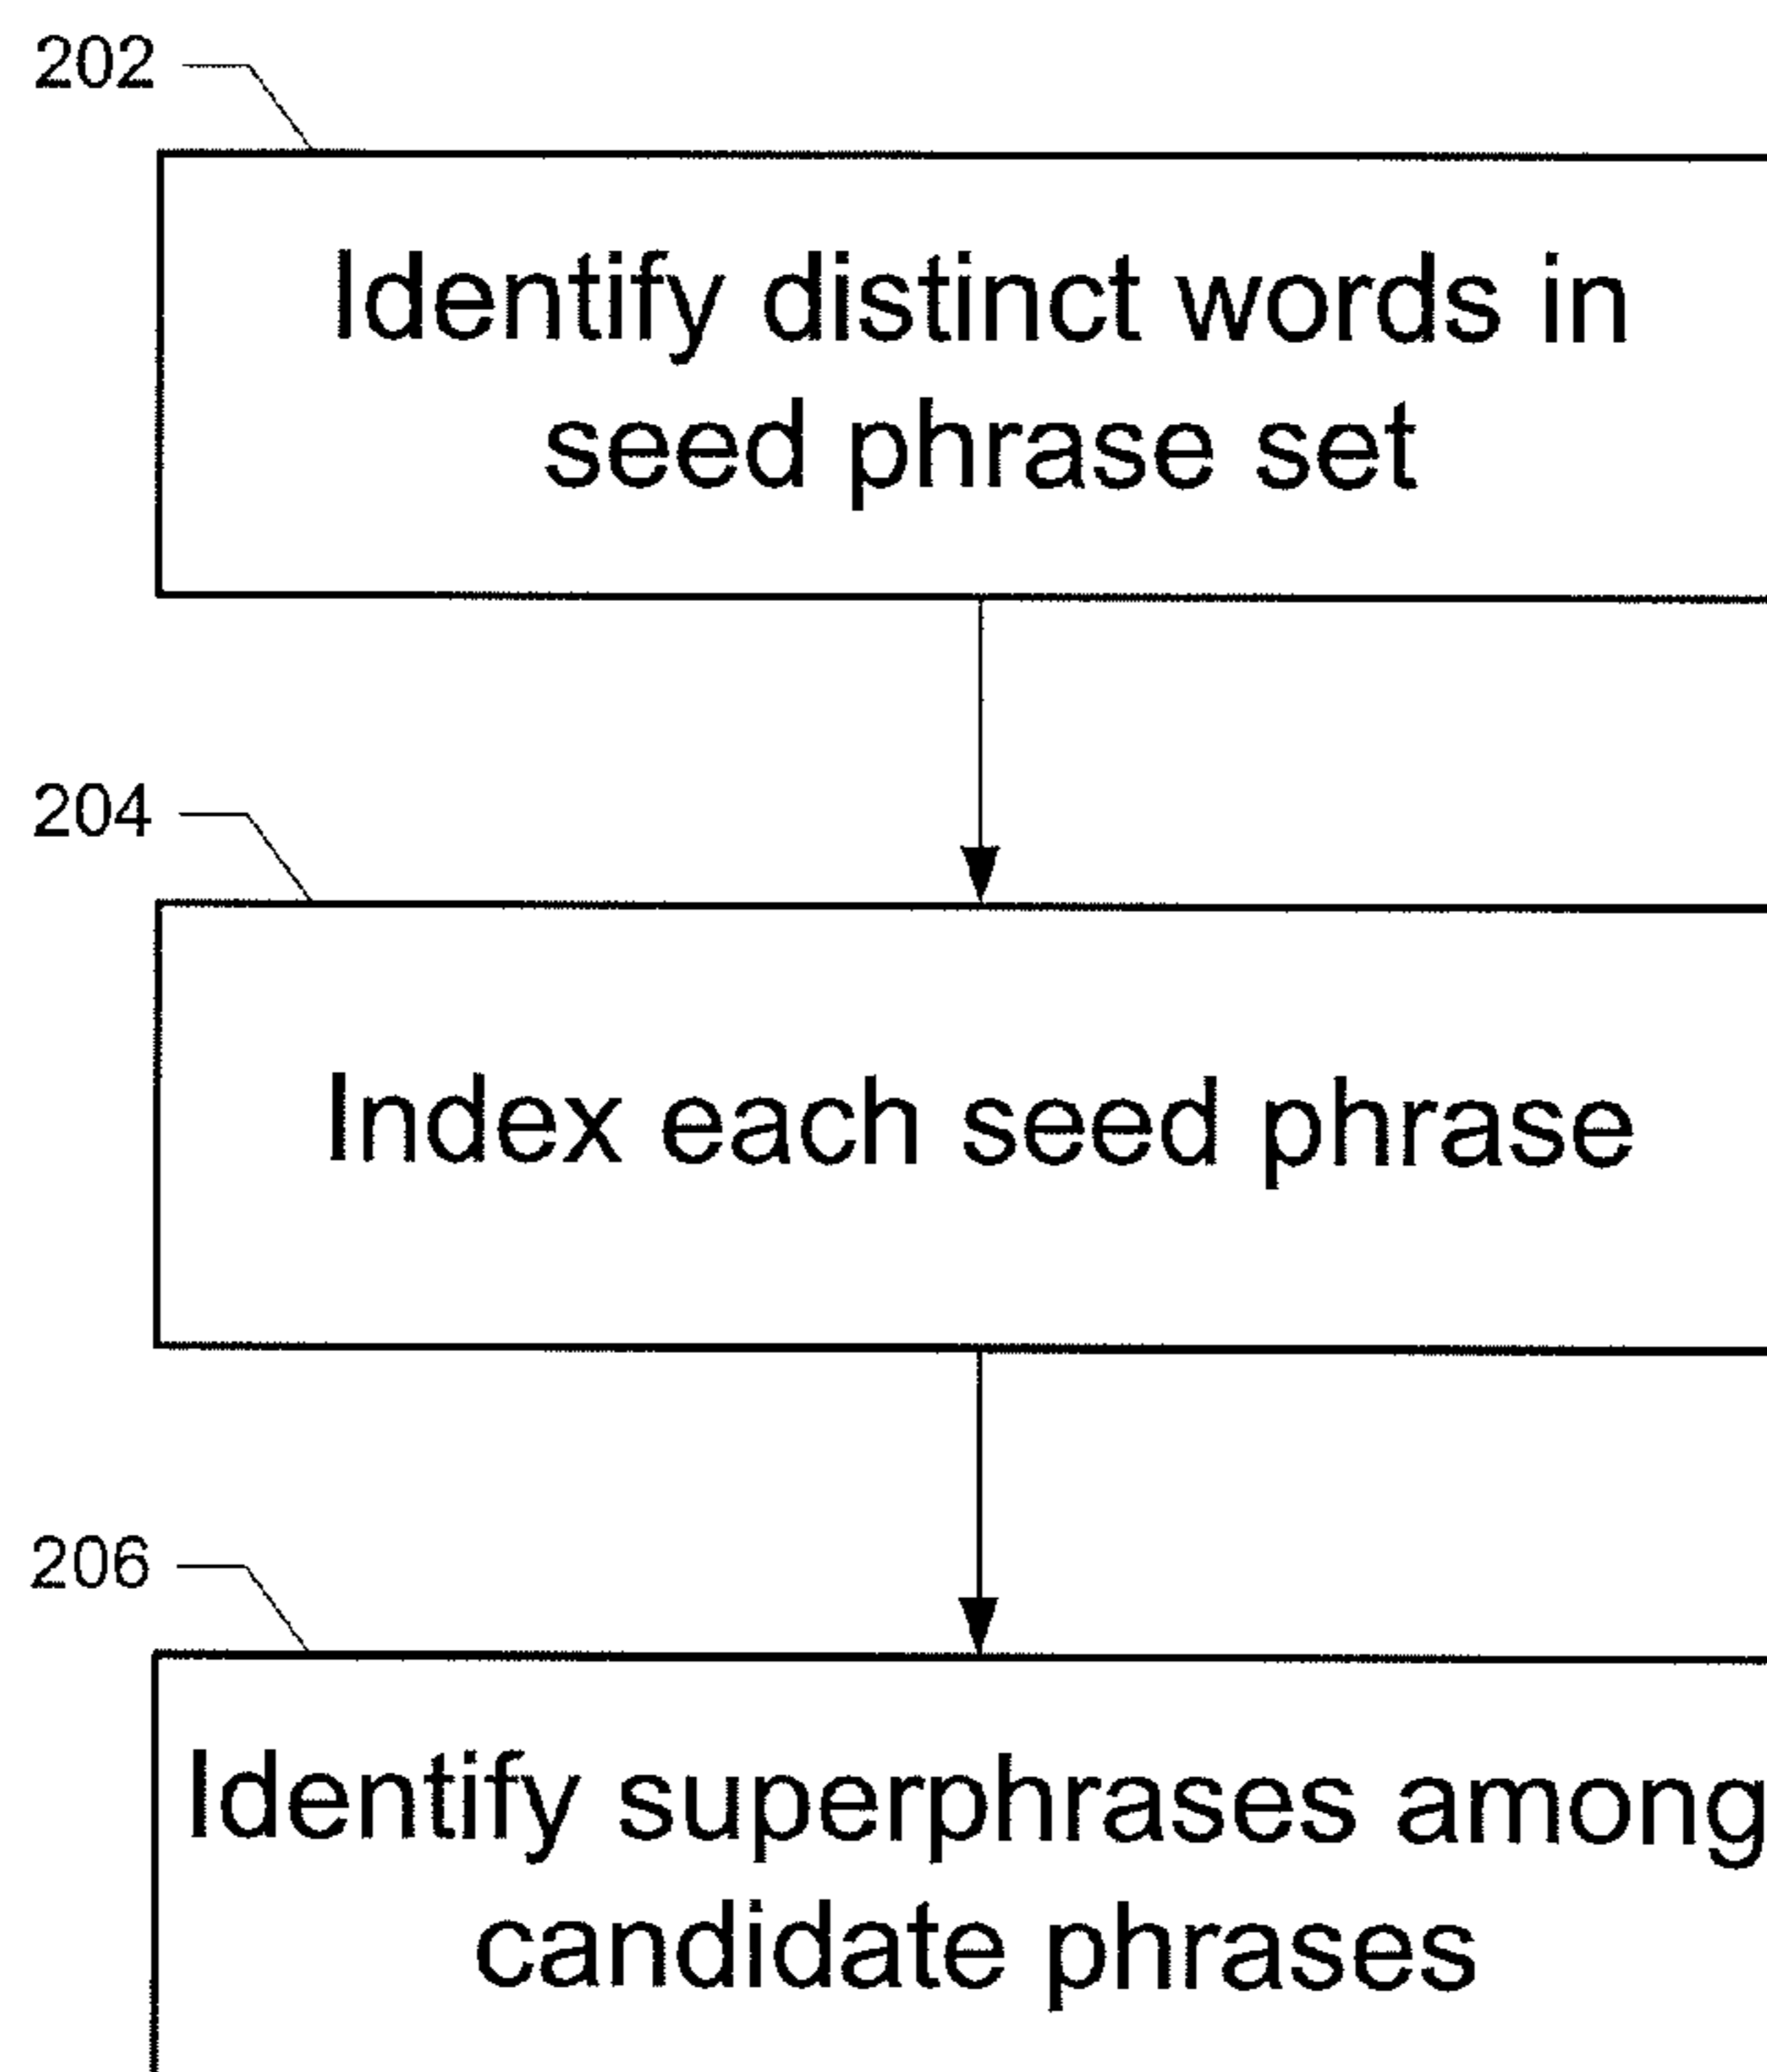 202
Identify distinct words in
seed phrase set
204
Index each seed phrase
206
Identify superphrases among
candidate phrases